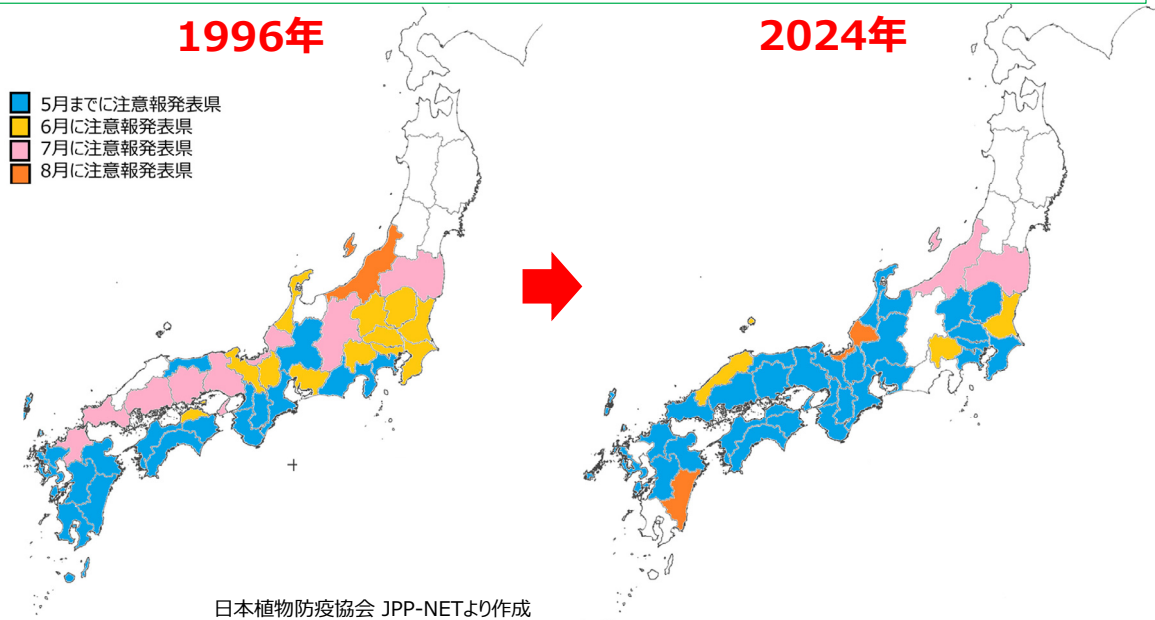 1996年
2024年
5月までに注意報発表県
6月に注意報発表県
7月に注意報発表県
8月に注意報発表県
日本植物防疫協会 JPP-NETより作成